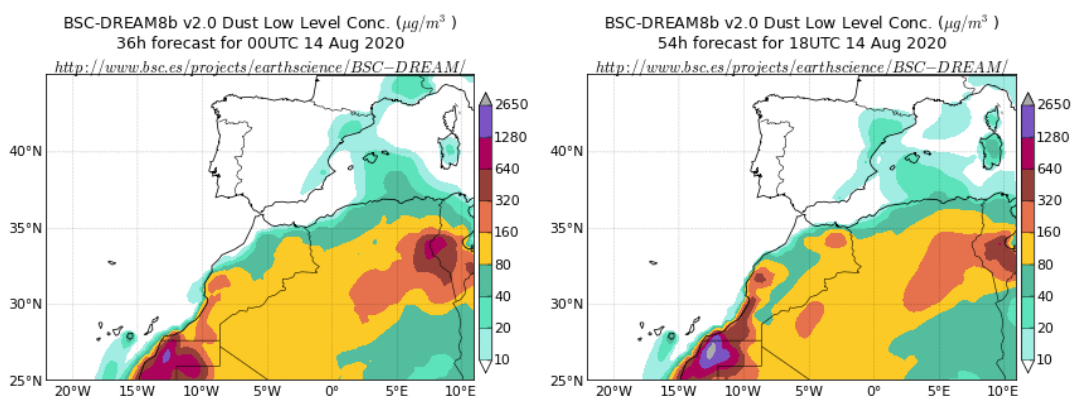 BSC-DREAM8b v2.0 Dust Low Level Conc. (μg/m³ )
36h forecast for 00UTC 14 Aug 2020
http://www.bsc.es/projects/earthscience/BSC−DREAM/
40°N
35°N
30°N
25°N
20°W
15°W
10°W
5°W
0°
5°E
10°E
2650
1280
640
320
160
80
40
20
10
BSC-DREAM8b v2.0 Dust Low Level Conc. (μg/m³ )
54h forecast for 18UTC 14 Aug 2020
http://www.bsc.es/projects/earthscience/BSC−DREAM/
40°N
35°N
30°N
25°N
20°W
15°W
10°W
5°W
0°
5°E
10°E
2650
1280
640
320
160
80
40
20
10